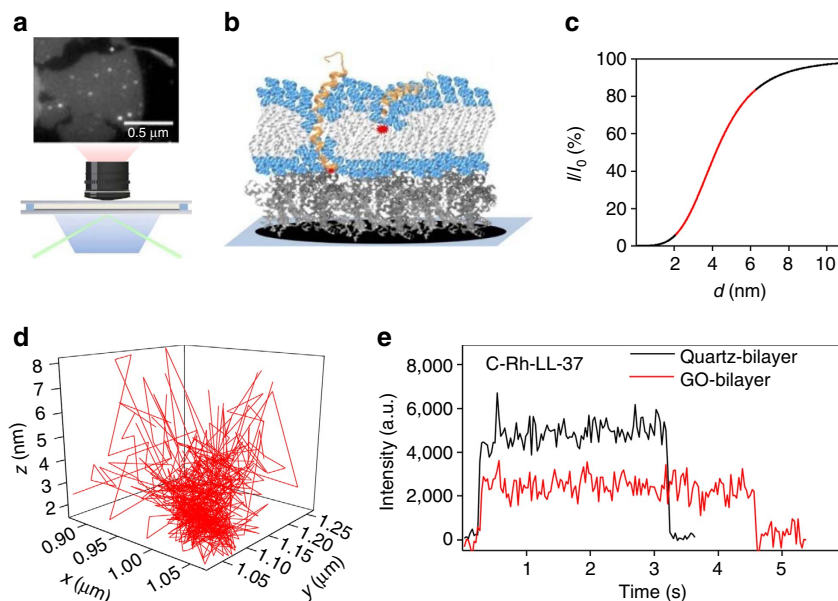 a
0.5 μm
b
c
I/I0 (%)
100
80
60
40
20
0
0 2 4 6 8 10
d (nm)
d
z (nm)
8
7
6
5
4
3
2
0.90
0.95
1.00
1.05
x (μm)
1.25
1.20
1.15
1.10
1.05
y (μm)
e
C-Rh-LL-37
Quartz-bilayer
GO-bilayer
Intensity (a.u.)
8,000
6,000
4,000
2,000
0
1 2 3 4 5
Time (s)